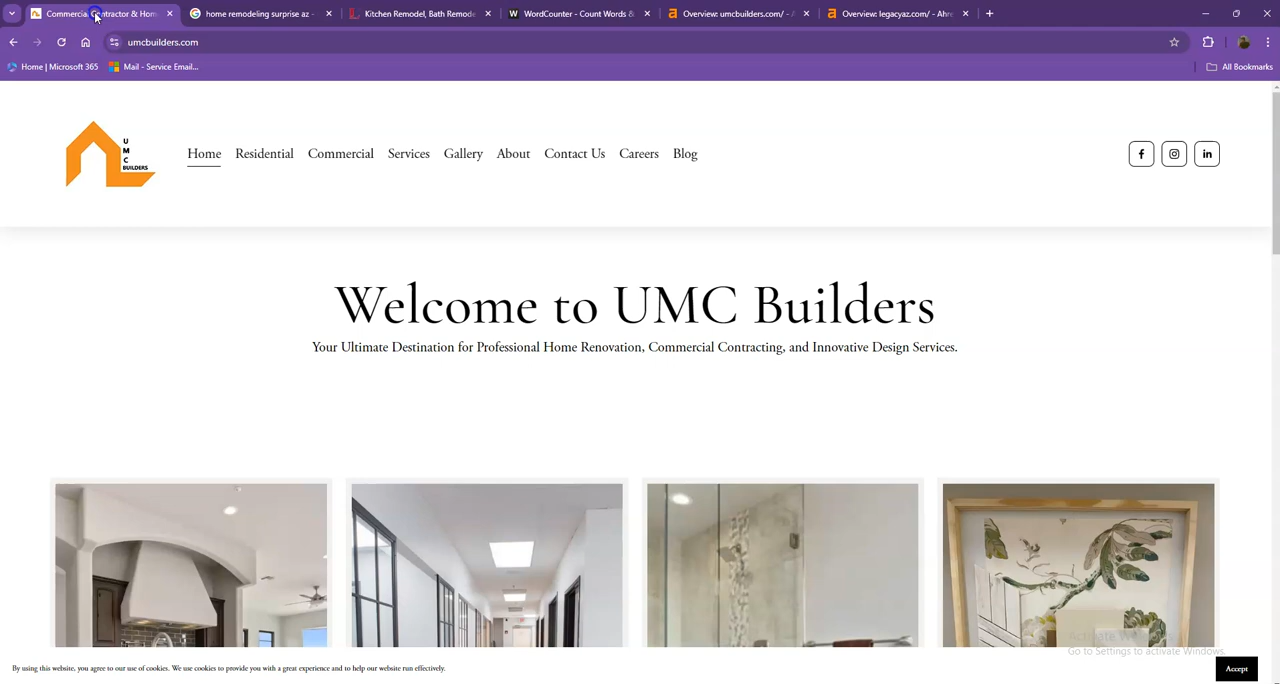 Commercial Contractor & Hom
home remodeling surprise az -
Kitchen Remodel, Bath Remode
WordCounter - Count Words &
Overview: umcbuilders.com/ - A
Overview: legacyaz.com/ - Ahre
umcbuilders.com
Home | Microsoft 365
Mail - Service Email...
All Bookmarks
UMC
BUILDERS
Home
Residential
Commercial
Services
Gallery
About
Contact Us
Careers
Blog
Welcome to UMC Builders
Your Ultimate Destination for Professional Home Renovation, Commercial Contracting, and Innovative Design Services.
Activate Windows
Go to Settings to activate Windows.
By using this website, you agree to our use of cookies. We use cookies to provide you with a great experience and to help our website run effectively.
Accept